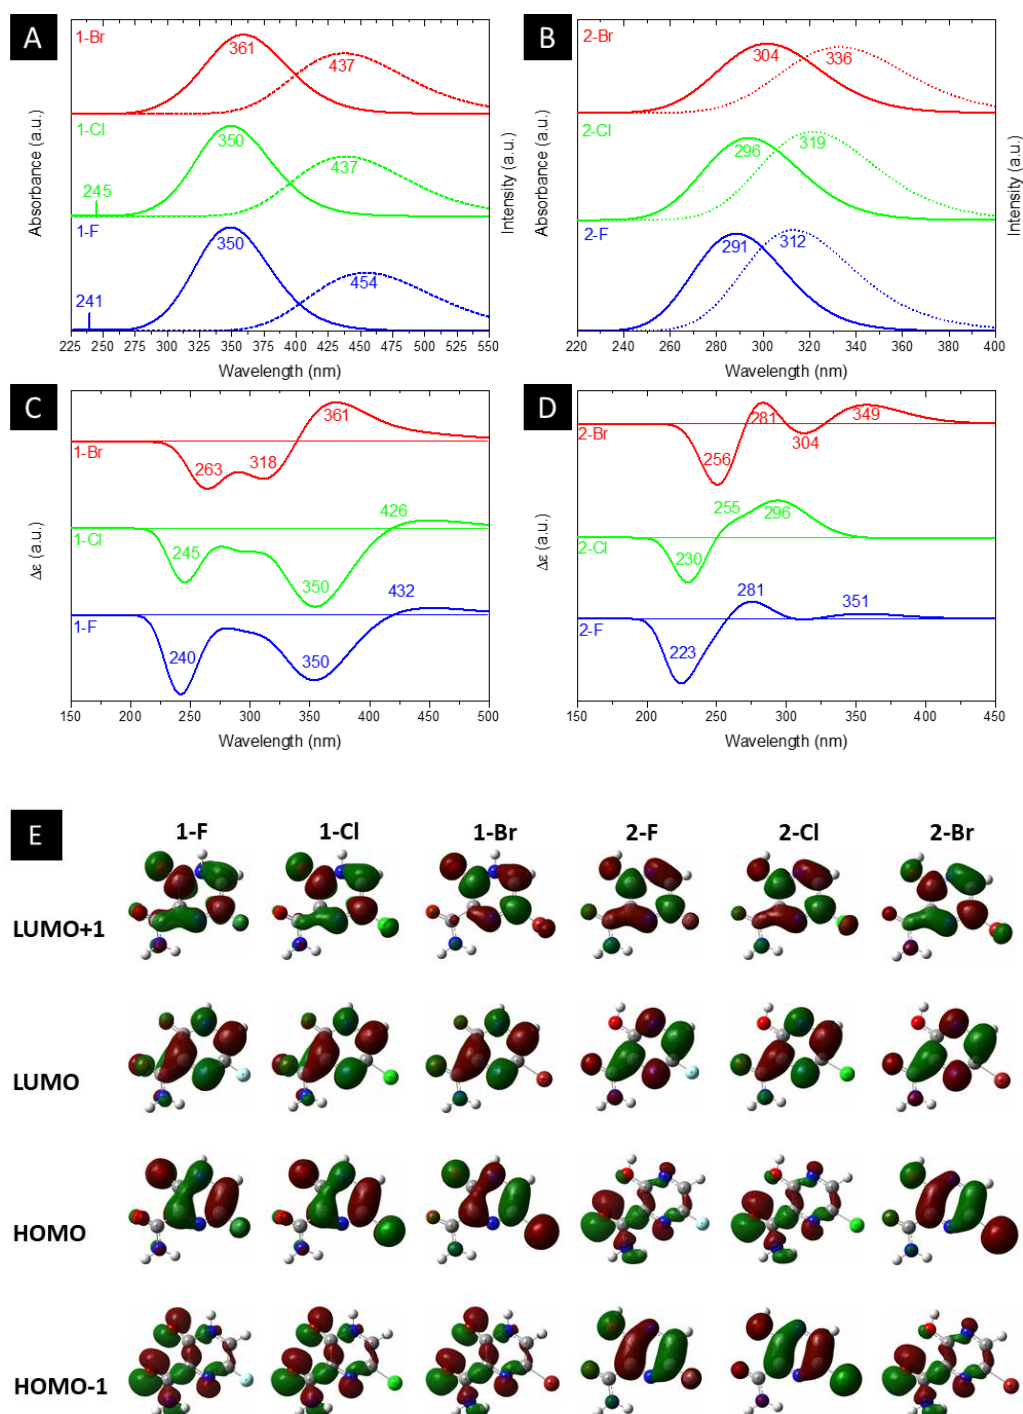 A
B
1-Br
361
437
1-Cl
350
437
245
1-F
350
454
241
225 250 275 300 325 350 375 400 425 450 475 500 525 550
Wavelength (nm)
Absorbance (a.u.)
Intensity (a.u.)
2-Br
304
336
2-Cl
296
319
2-F
291
312
220 240 260 280 300 320 340 360 380 400
Wavelength (nm)
Absorbance (a.u.)
Intensity (a.u.)
C
361
1-Br
263
318
426
1-Cl
245
350
432
1-F
240
350
150 200 250 300 350 400 450 500
Wavelength (nm)
Δε (a.u.)
D
281
349
2-Br
304
256
255
296
2-Cl
230
281
351
2-F
223
150 200 250 300 350 400 450
Wavelength (nm)
Δε (a.u.)
E
1-F 1-Cl 1-Br 2-F 2-Cl 2-Br
LUMO+1
LUMO
HOMO
HOMO-1